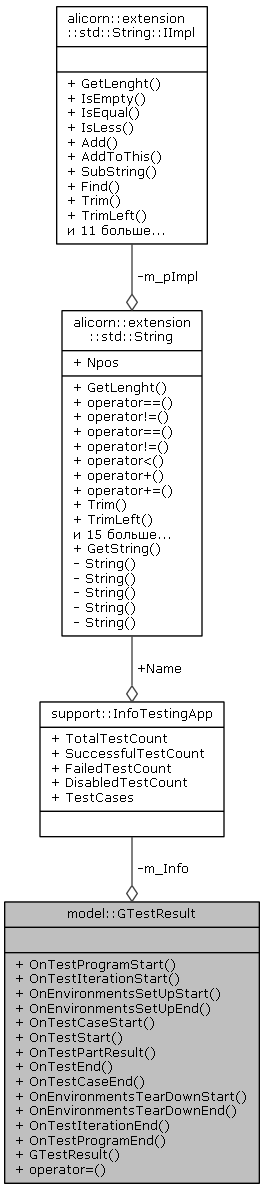 alicorn::extension
::std::String::IImpl
+ GetLenght()
+ IsEmpty()
+ IsEqual()
+ IsLess()
+ Add()
+ AddToThis()
+ SubString()
+ Find()
+ Trim()
+ TrimLeft()
и 11 больше...
-m_pImpl
alicorn::extension
::std::String
+ Npos
+ GetLenght()
+ operator==()
+ operator!=()
+ operator==()
+ operator!=()
+ operator<()
+ operator+()
+ operator+=()
+ Trim()
+ TrimLeft()
и 15 больше...
+ GetString()
- String()
- String()
- String()
- String()
- String()
+Name
support::InfoTestingApp
+ TotalTestCount
+ SuccessfulTestCount
+ FailedTestCount
+ DisabledTestCount
+ TestCases
-m_Info
model::GTestResult
+ OnTestProgramStart()
+ OnTestIterationStart()
+ OnEnvironmentsSetUpStart()
+ OnEnvironmentsSetUpEnd()
+ OnTestCaseStart()
+ OnTestStart()
+ OnTestPartResult()
+ OnTestEnd()
+ OnTestCaseEnd()
+ OnEnvironmentsTearDownStart()
+ OnEnvironmentsTearDownEnd()
+ OnTestIterationEnd()
+ OnTestProgramEnd()
+ GTestResult()
+ operator=()